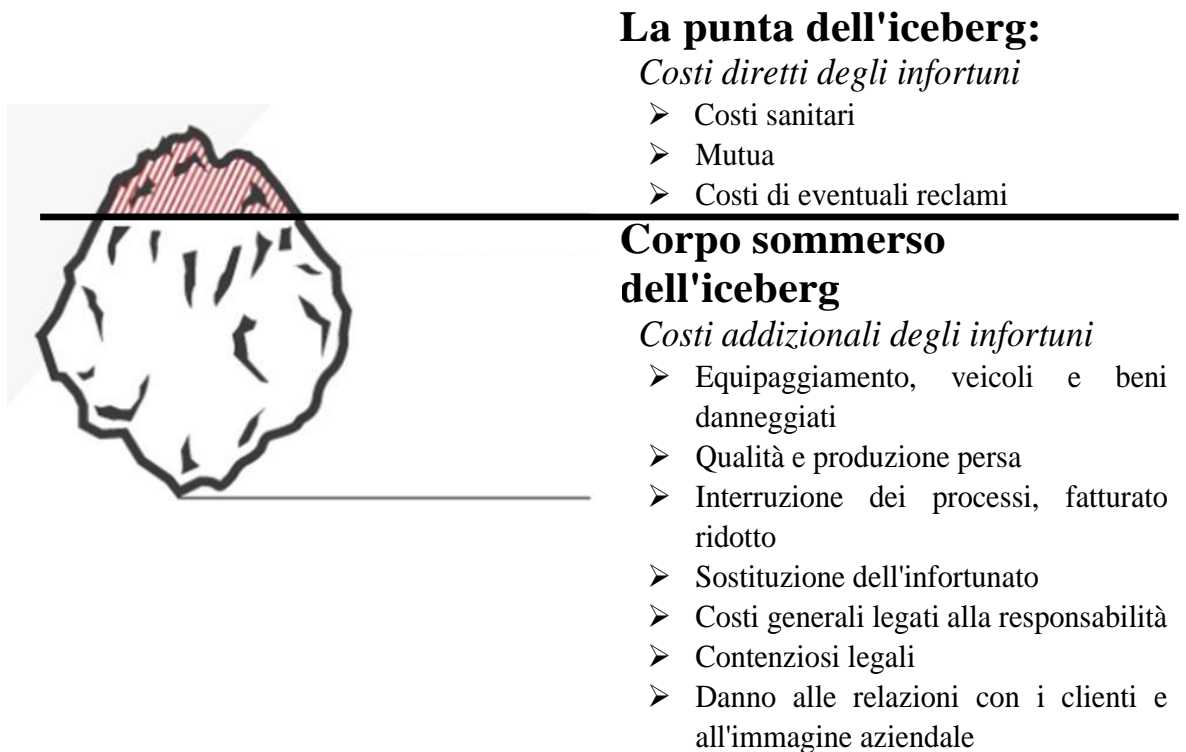 La punta dell'iceberg:
Costi diretti degli infortuni
➢ Costi sanitari
➢ Mutua
➢ Costi di eventuali reclami
Corpo sommerso
dell'iceberg
Costi addizionali degli infortuni
➢ Equipaggiamento, veicoli e beni
danneggiati
➢ Qualità e produzione persa
➢ Interruzione dei processi, fatturato
ridotto
➢ Sostituzione dell'infortunato
➢ Costi generali legati alla responsabilità
➢ Contenziosi legali
➢ Danno alle relazioni con i clienti e
all'immagine aziendale